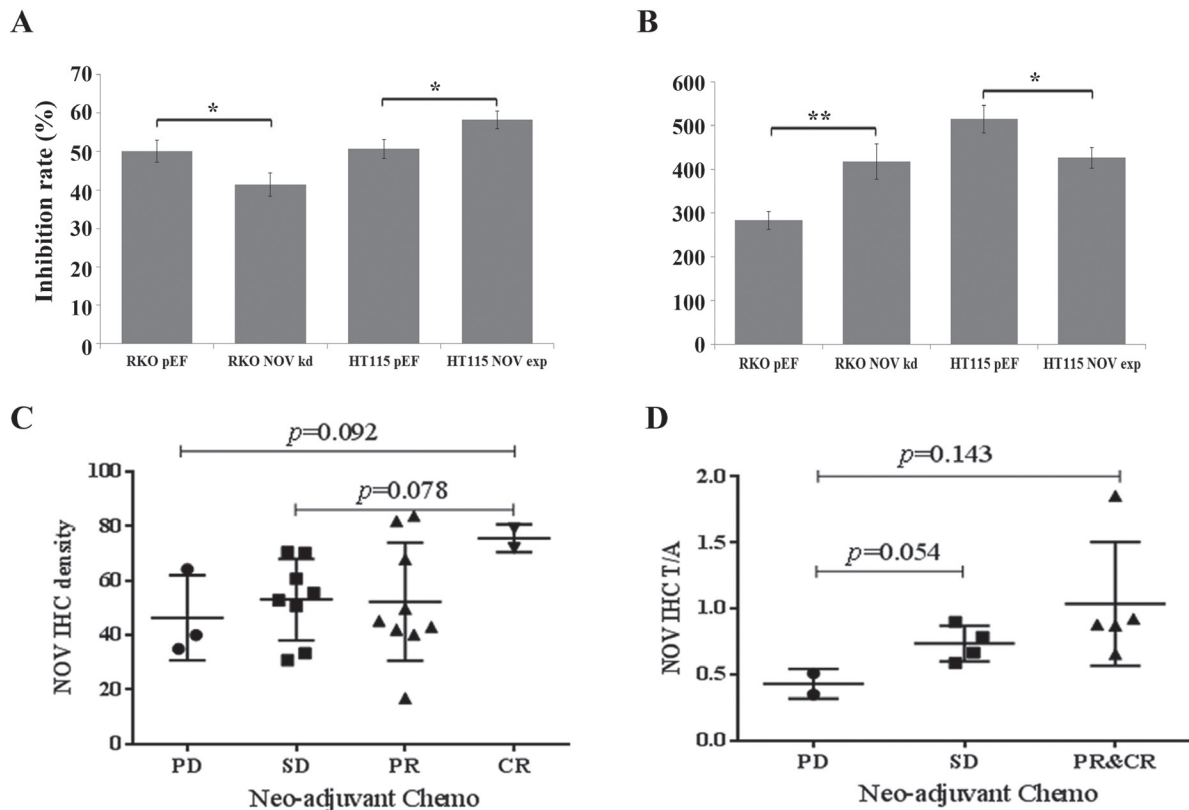 A
B
70
60
50
40
30
20
10
0
Inhibition rate (%)
*
*
RKO pEF
RKO NOV kd
HT115 pEF
HT115 NOV exp
600
500
400
300
200
100
0
**
*
RKO pEF
RKO NOV kd
HT115 pEF
HT115 NOV exp
C
D
p=0.092
p=0.078
100
80
60
40
20
0
NOV IHC density
PD
SD
PR
CR
Neo-adjuvant Chemo
p=0.143
p=0.054
2.0
1.5
1.0
0.5
0.0
NOV IHC T/A
PD
SD
PR&CR
Neo-adjuvant Chemo